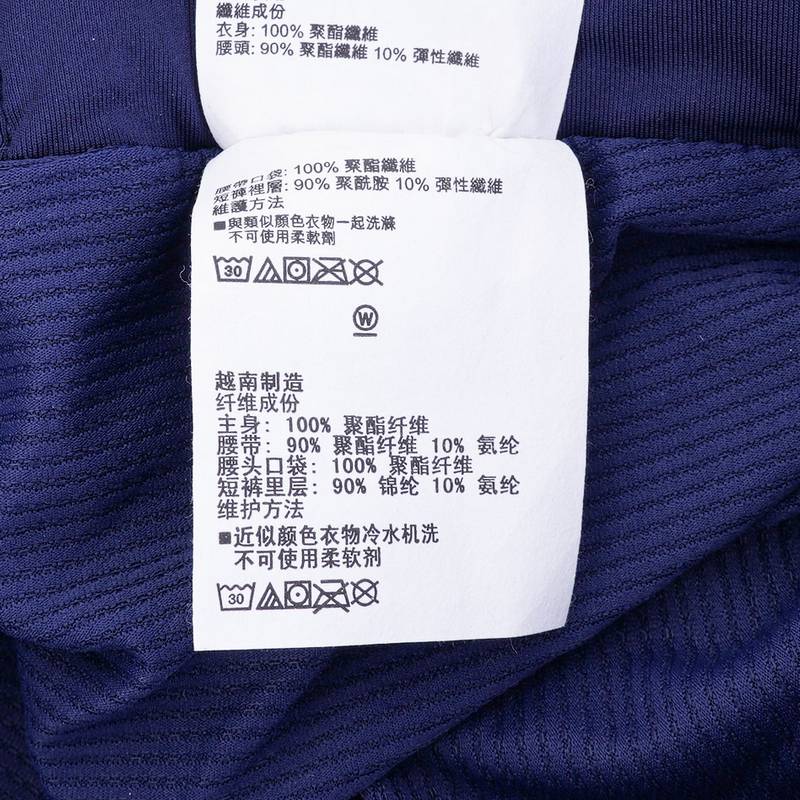 纖維成份
衣身: 100% 聚酯纖維
腰頭: 90% 聚酯纖維 10% 彈性纖維
腰帶口袋: 100% 聚酯纖維
短褲裡層: 90% 聚酰胺 10% 彈性纖維
維護方法
■與類似顏色衣物一起洗滌
不可使用柔軟劑
30
W
越南制造
纤维成份
主身: 100% 聚酯纤维
腰带: 90% 聚酯纤维 10% 氨纶
腰头口袋: 100% 聚酯纤维
短裤里层: 90% 锦纶 10% 氨纶
维护方法
■近似颜色衣物冷水机洗
不可使用柔软剂
30